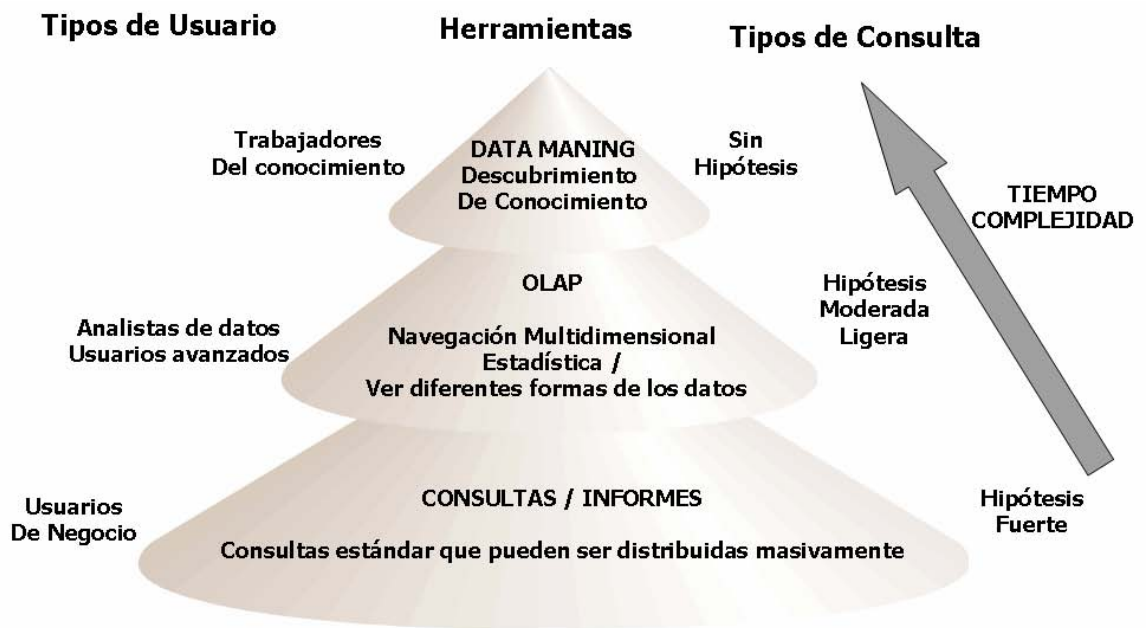 Tipos de Usuario
Herramientas
Tipos de Consulta
Trabajadores
Del conocimiento
DATA MANING
Descubrimiento
De Conocimiento
Sin
Hipótesis
TIEMPO
COMPLEJIDAD
Analistas de datos
Usuarios avanzados
OLAP
Navegación Multidimensional
Estadística /
Ver diferentes formas de los datos
Hipótesis
Moderada
Ligera
Usuarios
De Negocio
CONSULTAS / INFORMES
Consultas estándar que pueden ser distribuidas masivamente
Hipótesis
Fuerte